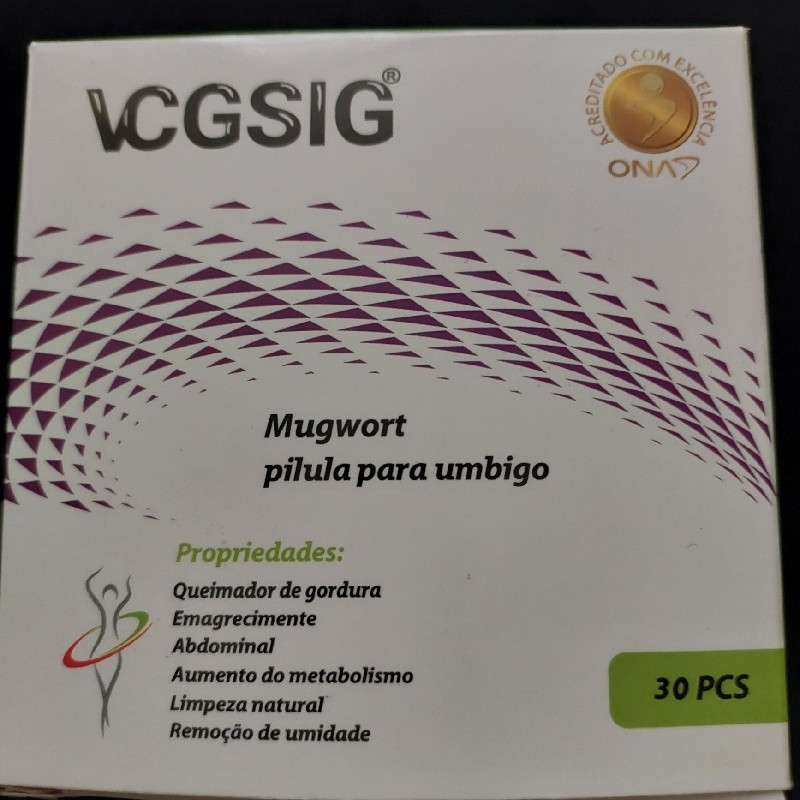 VCGSIG®
ACREDITADO COM EXCELÊNCIA
ONA
Mugwort
pilula para umbigo
Propriedades:
Queimador de gordura
Emagrecimente
Abdominal
Aumento do metabolismo
Limpeza natural
Remoção de umidade
30 PCS